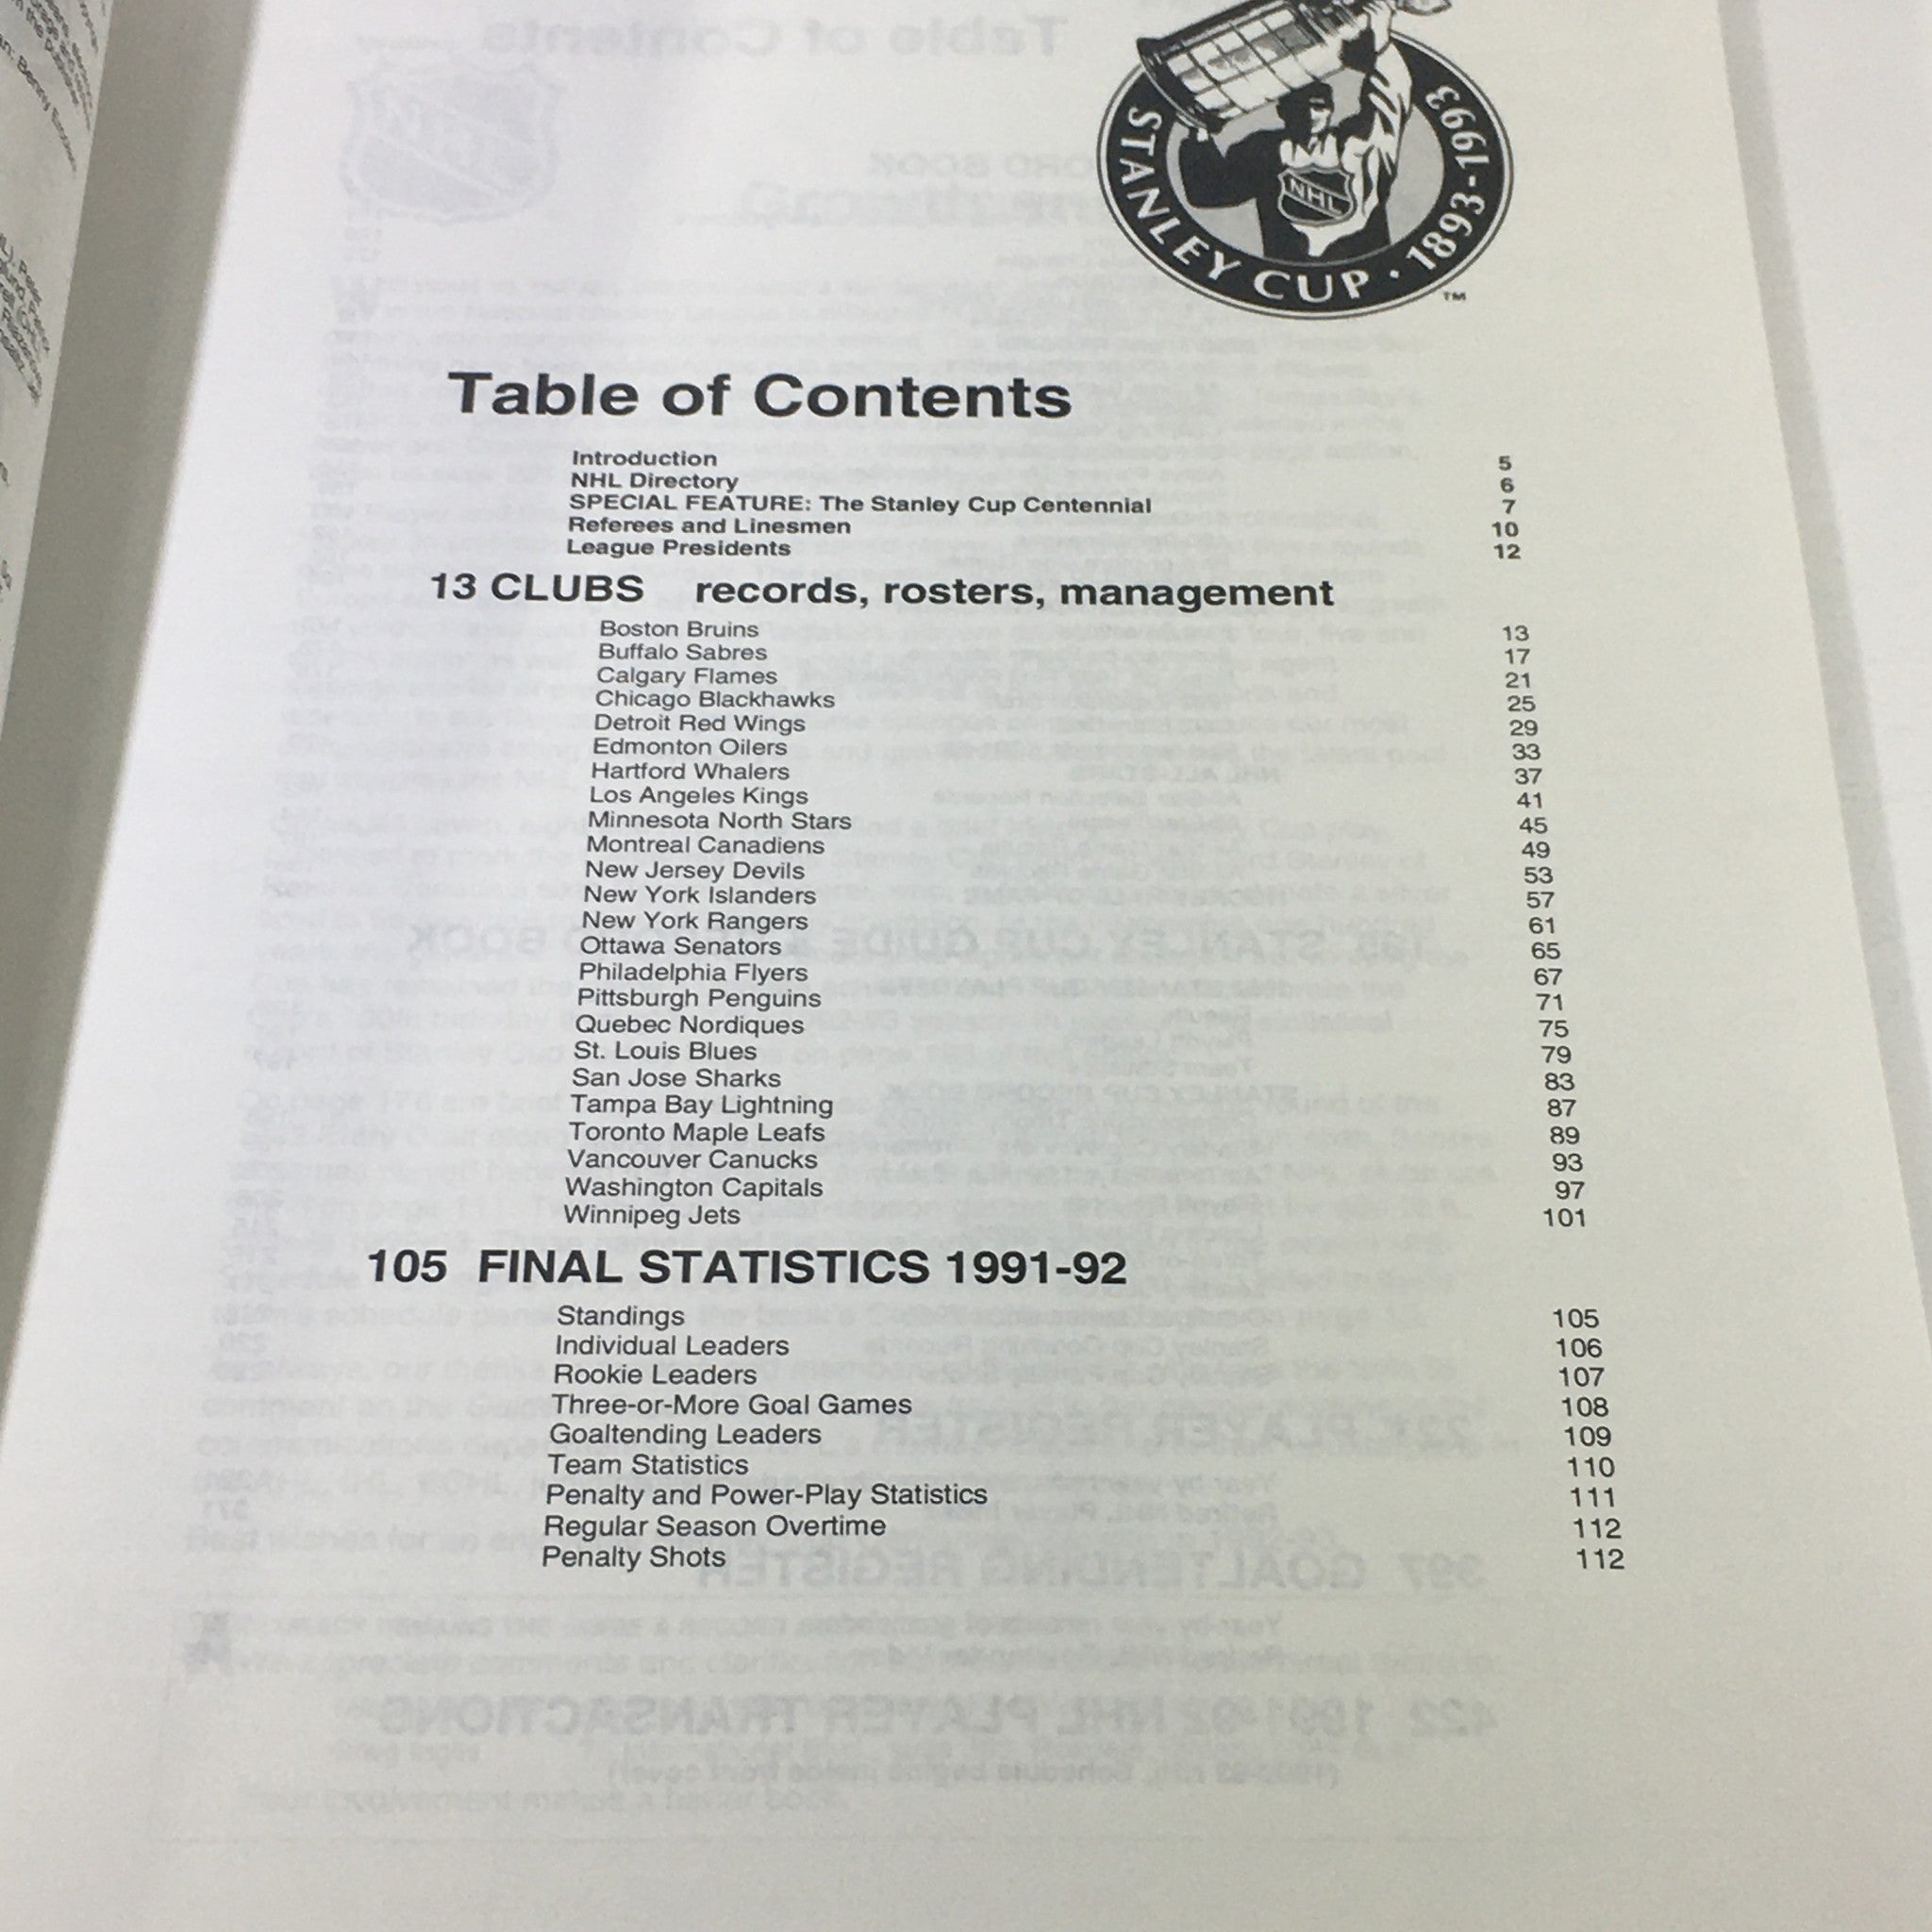 STANLEY CUP · 1893-1993
NHL
TM
Table of Contents
Introduction 5
NHL Directory 6
SPECIAL FEATURE: The Stanley Cup Centennial 7
Referees and Linesmen 10
League Presidents 12
13 CLUBS records, rosters, management
Boston Bruins 13
Buffalo Sabres 17
Calgary Flames 21
Chicago Blackhawks 25
Detroit Red Wings 29
Edmonton Oilers 33
Hartford Whalers 37
Los Angeles Kings 41
Minnesota North Stars 45
Montreal Canadiens 49
New Jersey Devils 53
New York Islanders 57
New York Rangers 61
Ottawa Senators 65
Philadelphia Flyers 67
Pittsburgh Penguins 71
Quebec Nordiques 75
St. Louis Blues 79
San Jose Sharks 83
Tampa Bay Lightning 87
Toronto Maple Leafs 89
Vancouver Canucks 93
Washington Capitals 97
Winnipeg Jets 101
105 FINAL STATISTICS 1991-92
Standings 105
Individual Leaders 106
Rookie Leaders 107
Three-or-More Goal Games 108
Goaltending Leaders 109
Team Statistics 110
Penalty and Power-Play Statistics 111
Regular Season Overtime 112
Penalty Shots 112